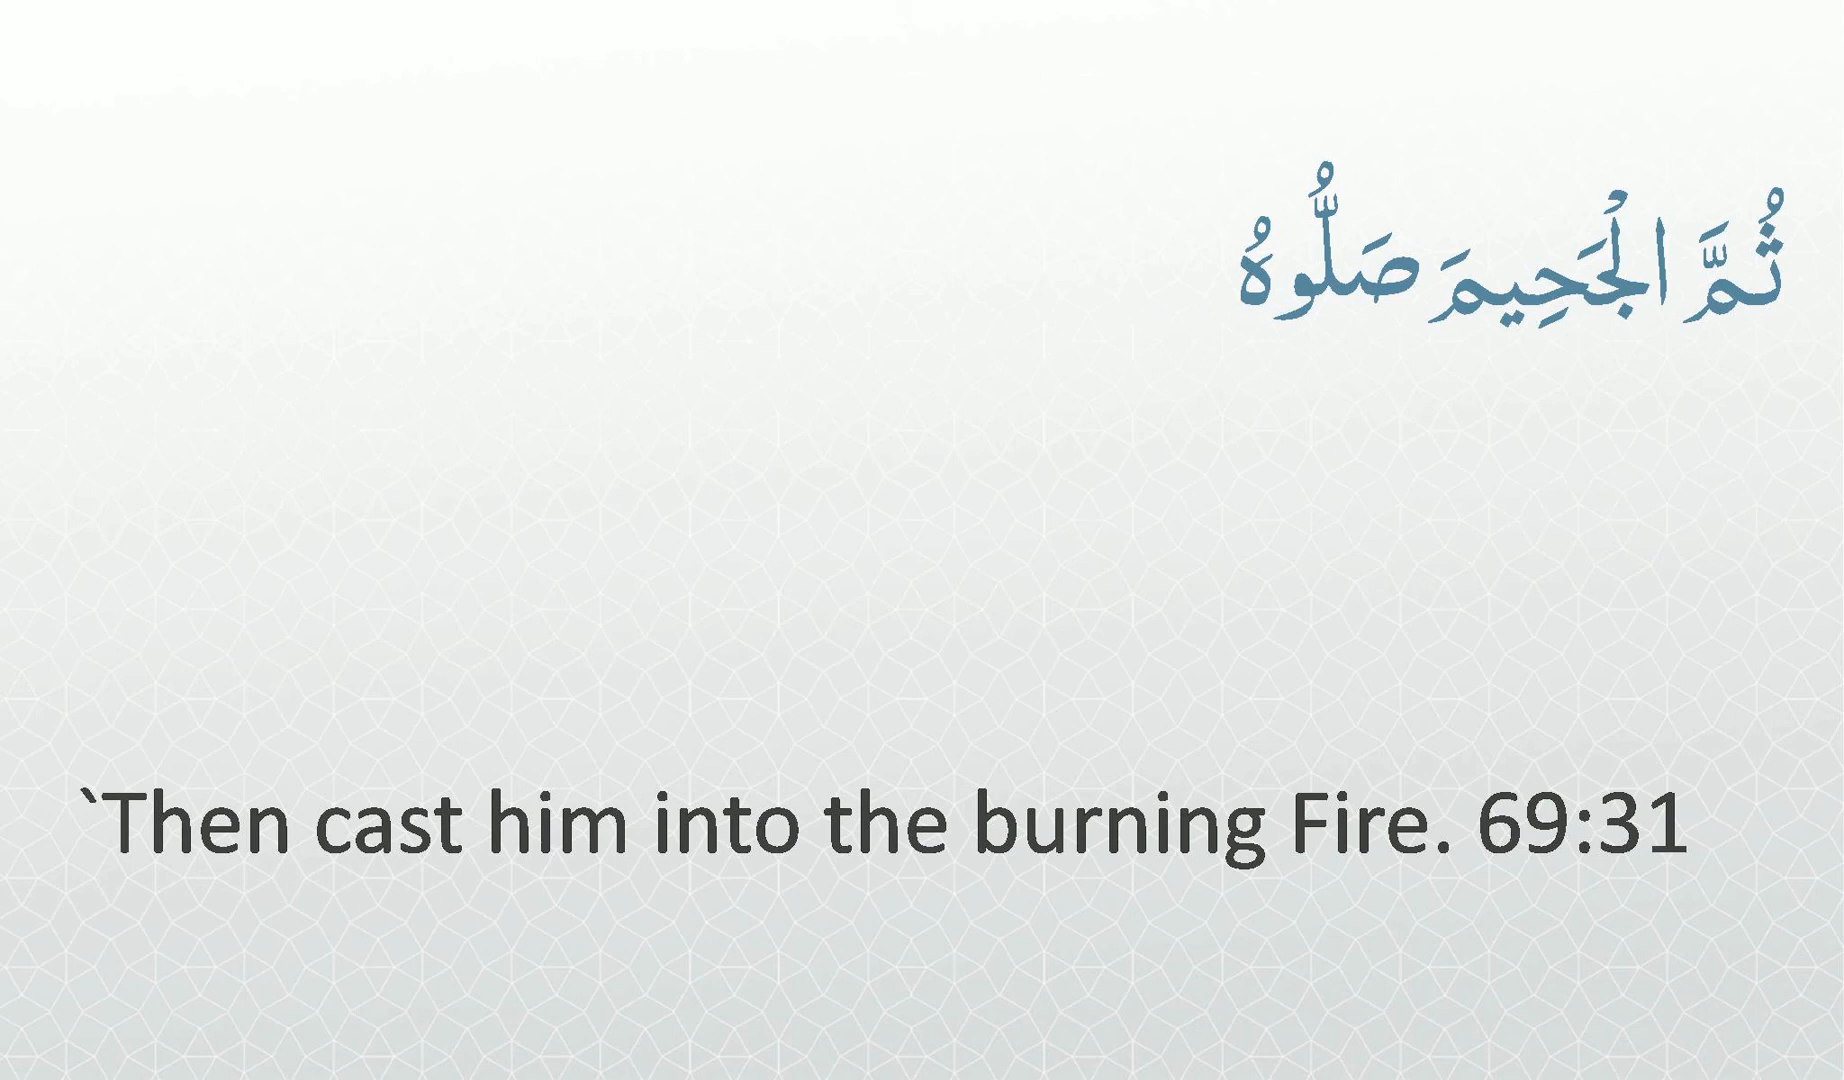 ثُمَّ الْجَحِيمَ صَلُّوهُ
`Then cast him into the burning Fire. 69:31